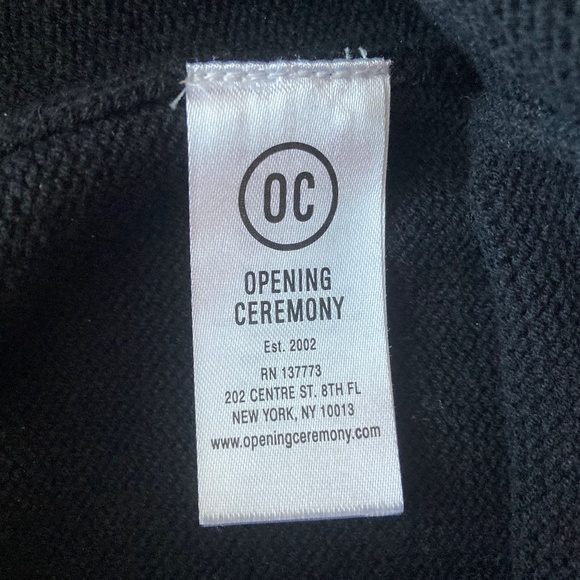 OC
OPENING
CEREMONY
Est. 2002
RN 137773
202 CENTRE ST. 8TH FL
NEW YORK, NY 10013
www.openingceremony.com